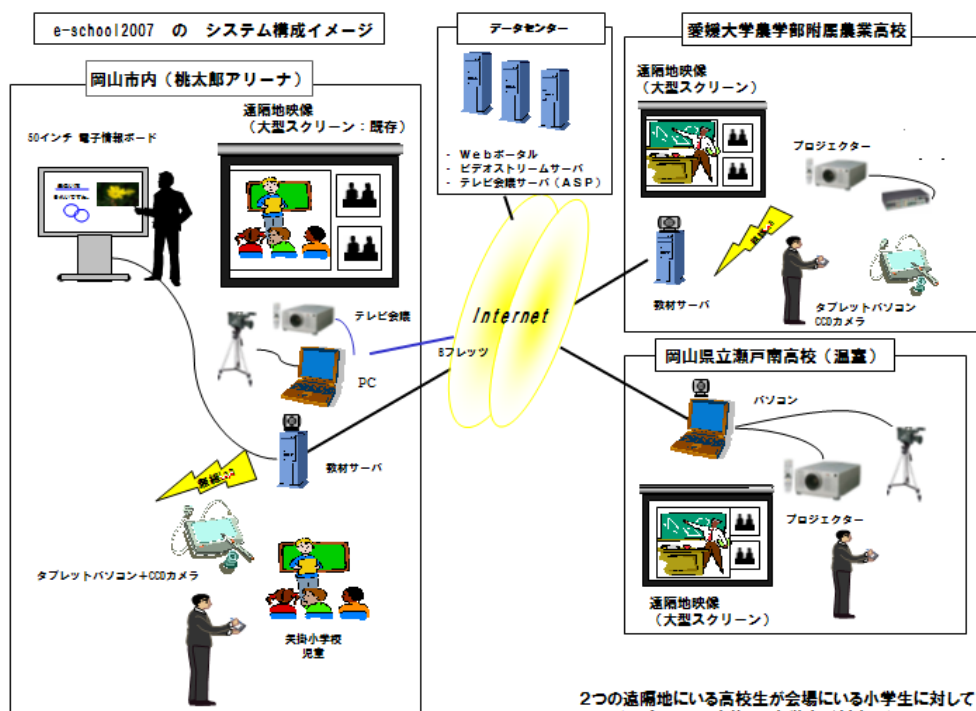 e-school2007 の システム構成イメージ
岡山市内(桃太郎アリーナ)
50インチ 電子情報ボード
遠隔地映像
(大型スクリーン:既存)
テレビ会議
PC
教材サーバ
無線
タブレットパソコン+CCDカメラ
矢掛小学校
児童
データセンター
- Webポータル
- ビデオストリームサーバ
- テレビ会議サーバ(ASP)
Internet
Bフレッツ
愛媛大学農学部附属農業高校
遠隔地映像
(大型スクリーン)
プロジェクター
教材サーバ
タブレットパソコン
CCDカメラ
岡山県立瀬戸南高校(温室)
パソコン
プロジェクター
遠隔地映像
(大型スクリーン)
2つの遠隔地にいる高校生が会場にいる小学生に対して